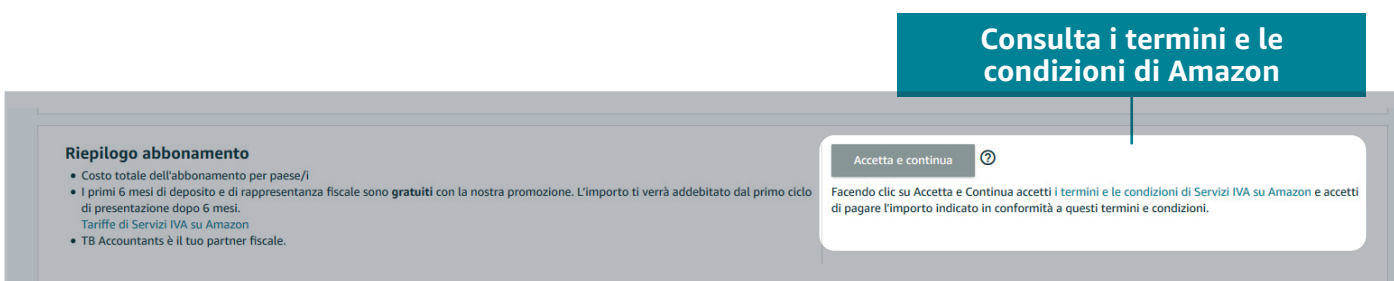 Consulta i termini e le
condizioni di Amazon
Riepilogo abbonamento
• Costo totale dell'abbonamento per paese/i
• I primi 6 mesi di deposito e di rappresentanza fiscale sono gratuiti con la nostra promozione. L'importo ti verrà addebitato dal primo ciclo
di presentazione dopo 6 mesi.
Tariffe di Servizi IVA su Amazon
• TB Accountants è il tuo partner fiscale.
Accetta e continua ?
Facendo clic su Accetta e Continua accetti i termini e le condizioni di Servizi IVA su Amazon e accetti
di pagare l'importo indicato in conformità a questi termini e condizioni.